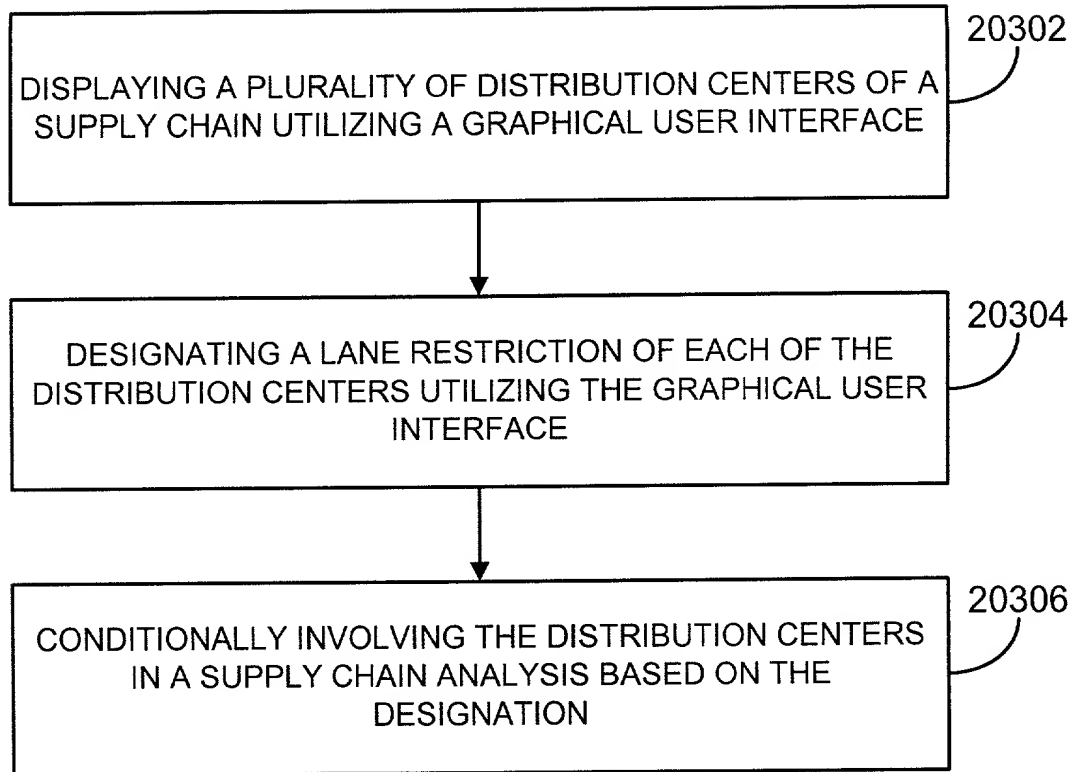 20302
DISPLAYING A PLURALITY OF DISTRIBUTION CENTERS OF A
SUPPLY CHAIN UTILIZING A GRAPHICAL USER INTERFACE
20304
DESIGNATING A LANE RESTRICTION OF EACH OF THE
DISTRIBUTION CENTERS UTILIZING THE GRAPHICAL USER
INTERFACE
20306
CONDITIONALLY INVOLVING THE DISTRIBUTION CENTERS
IN A SUPPLY CHAIN ANALYSIS BASED ON THE
DESIGNATION